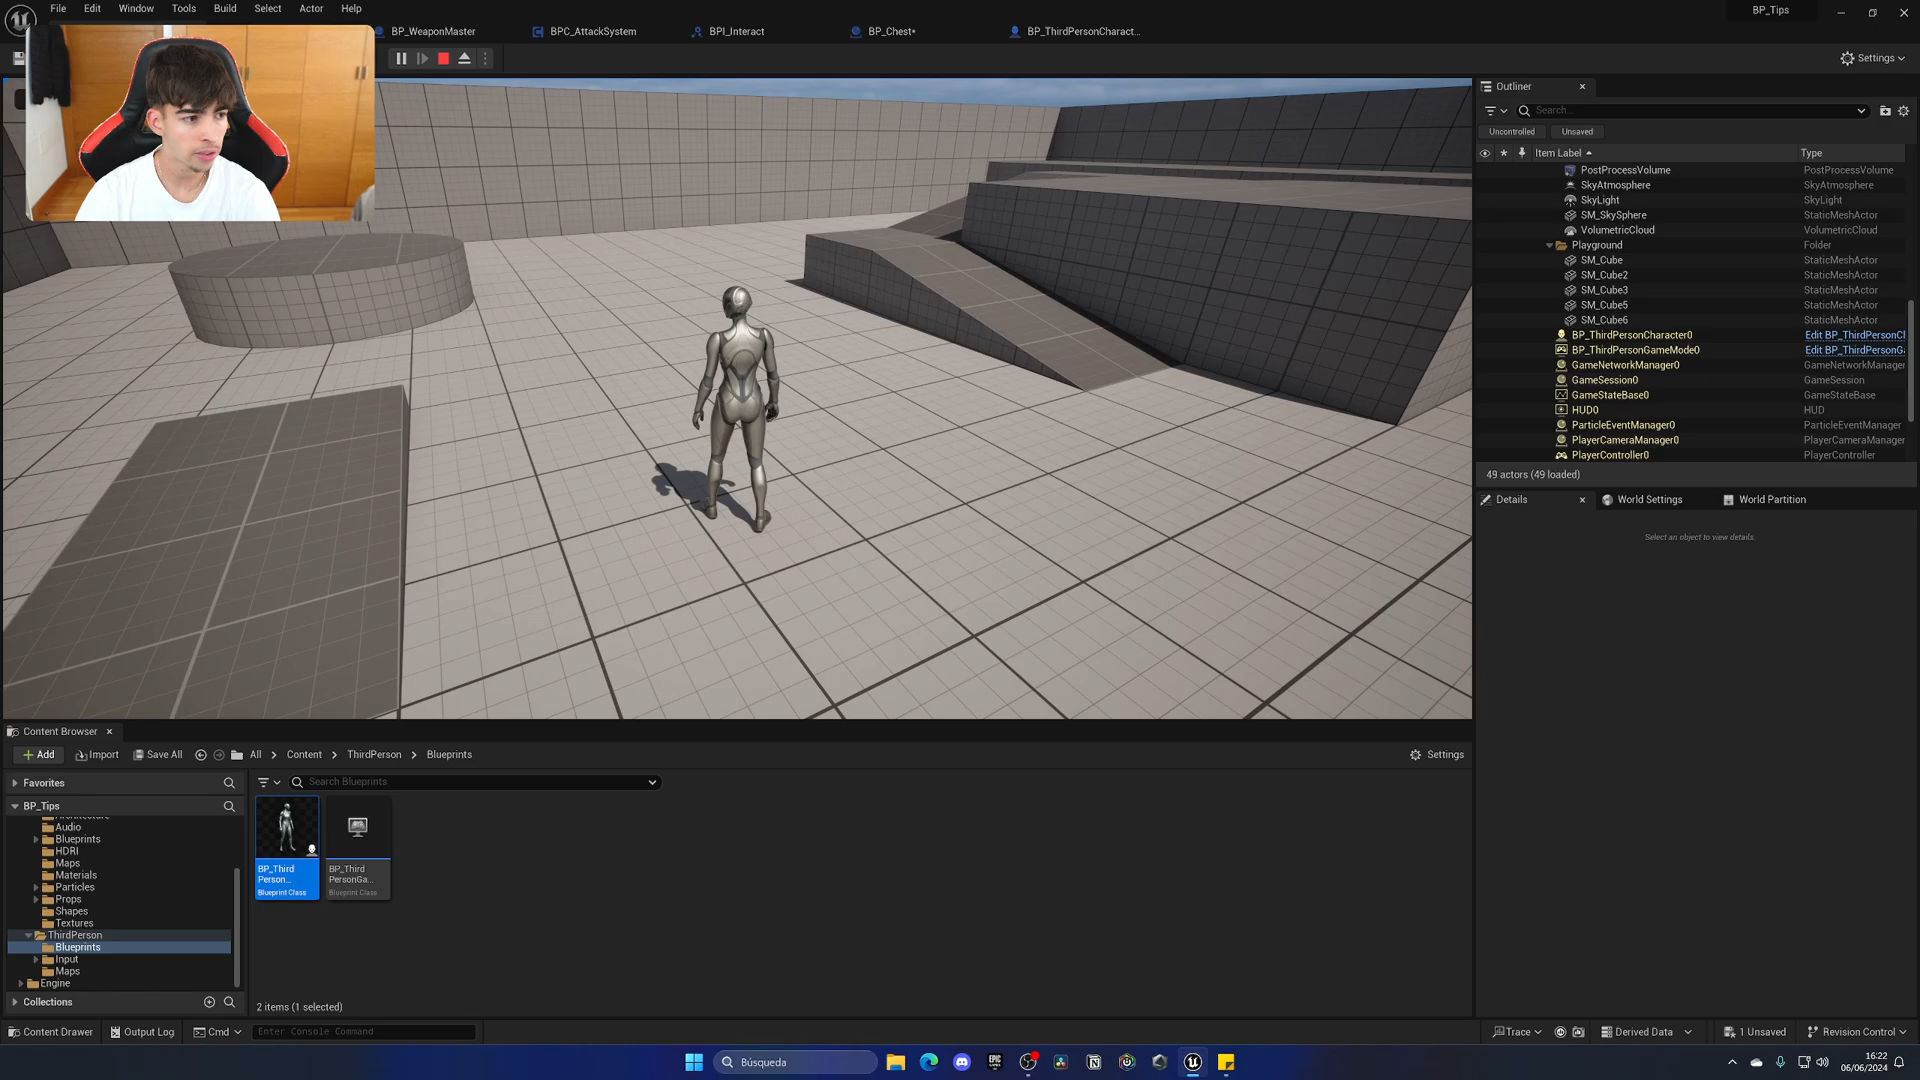 File Edit Window Tools Build Select Actor Help
BP_Tips
BP_WeaponMaster BPC_AttackSystem BPI_Interact BP_Chest* BP_ThirdPersonCharact...
Settings
Outliner
Search...
Uncontrolled Unsaved
Item Label Type
PostProcessVolume PostProcessVolume
SkyAtmosphere SkyAtmosphere
SkyLight SkyLight
SM_SkySphere StaticMeshActor
VolumetricCloud VolumetricCloud
Playground Folder
SM_Cube StaticMeshActor
SM_Cube2 StaticMeshActor
SM_Cube3 StaticMeshActor
SM_Cube5 StaticMeshActor
SM_Cube6 StaticMeshActor
BP_ThirdPersonCharacter0 Edit BP_ThirdPersonCl
BP_ThirdPersonGameMode0 Edit BP_ThirdPersonG
GameNetworkManager0 GameNetworkManager
GameSession0 GameSession
GameStateBase0 GameStateBase
HUD0 HUD
ParticleEventManager0 ParticleEventManager
PlayerCameraManager0 PlayerCameraManager
PlayerController0 PlayerController
49 actors (49 loaded)
Details World Settings World Partition
Select an object to view details.
Content Browser
Add Import Save All All Content ThirdPerson Blueprints Settings
Favorites
Search Blueprints
BP_Tips
Audio
Blueprints
HDRI
Maps
Materials
Particles
Props
Shapes
Textures
ThirdPerson
Blueprints
Input
Maps
Engine
Collections
BP_Third
Person...
Blueprint Class
BP_Third
PersonGa...
Blueprint Class
2 items (1 selected)
Content Drawer Output Log Cmd Enter Console Command Trace Derived Data 1 Unsaved Revision Control
Búsqueda
EPIC
16:22
06/06/2024